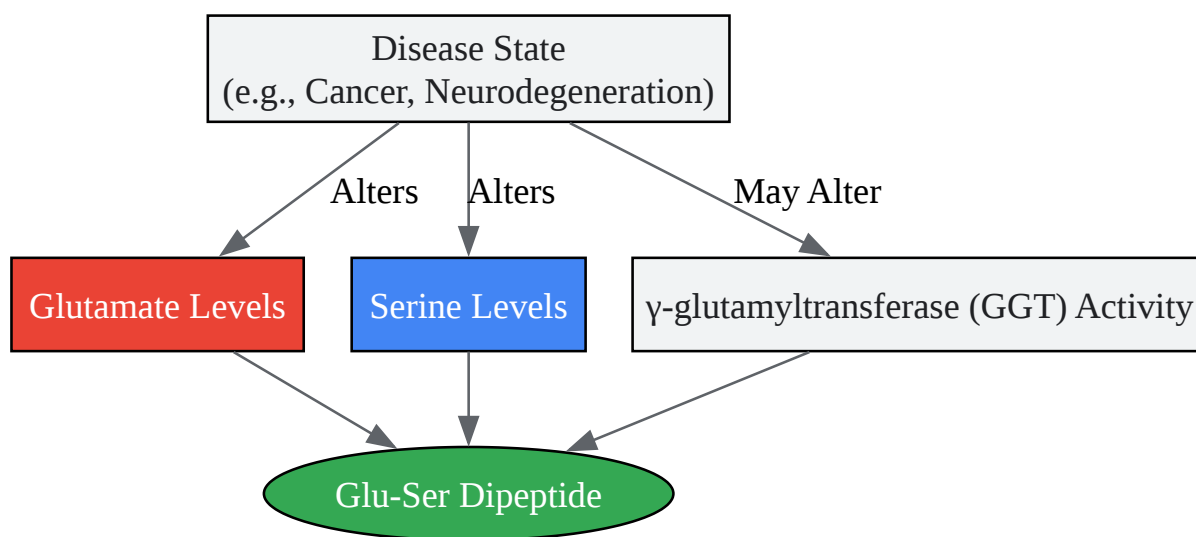 Disease State
(e.g., Cancer, Neurodegeneration)
Alters
Alters
May Alter
Glutamate Levels
Serine Levels
γ-glutamyltransferase (GGT) Activity
Glu-Ser Dipeptide